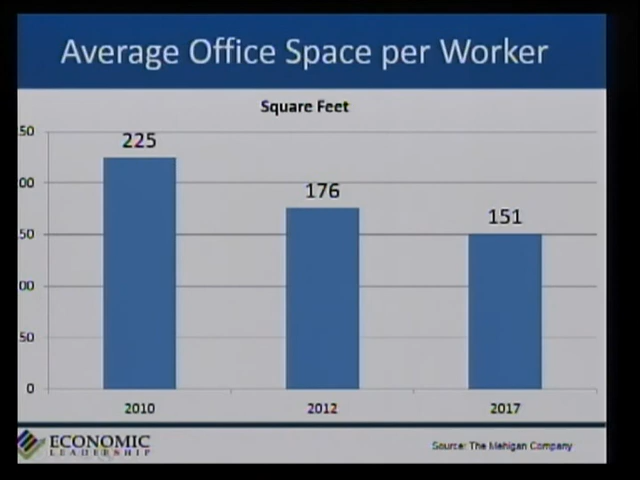 Average Office Space per Worker
Square Feet
50
225
00
176
50
151
00
50
0
2010
2012
2017
ECONOMIC
LEADERSHIP
Source: The Mehigan Company